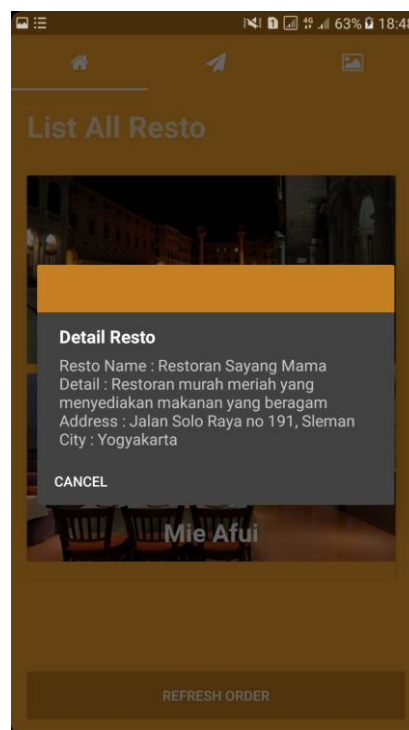 63% 18:48
List All Resto
Detail Resto
Resto Name : Restoran Sayang Mama
Detail : Restoran murah meriah yang
menyediakan makanan yang beragam
Address : Jalan Solo Raya no 191, Sleman
City : Yogyakarta
CANCEL
Mie Afui
REFRESH ORDER